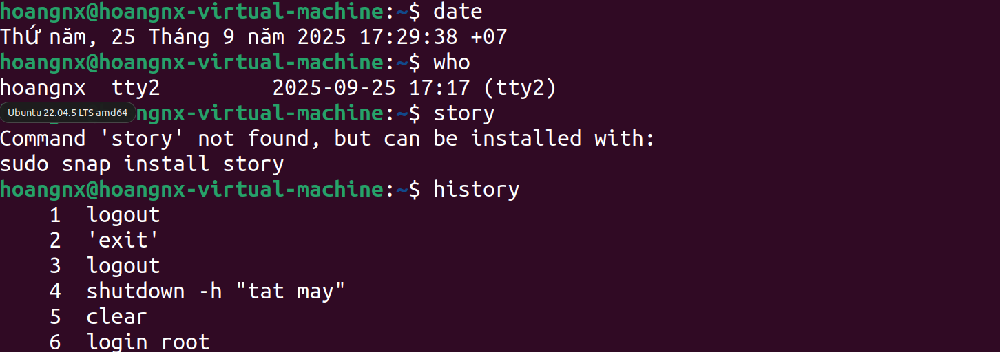 hoangnx@hoangnx-virtual-machine:~$ date
Thứ năm, 25 Tháng 9 năm 2025 17:29:38 +07
hoangnx@hoangnx-virtual-machine:~$ who
hoangnx  tty2         2025-09-25 17:17 (tty2)
Ubuntu 22.04.5 LTS amd64
ngnx-virtual-machine:~$ story
Command 'story' not found, but can be installed with:
sudo snap install story
hoangnx@hoangnx-virtual-machine:~$ history
    1  logout
    2  'exit'
    3  logout
    4  shutdown -h "tat may"
    5  clear
    6  login root